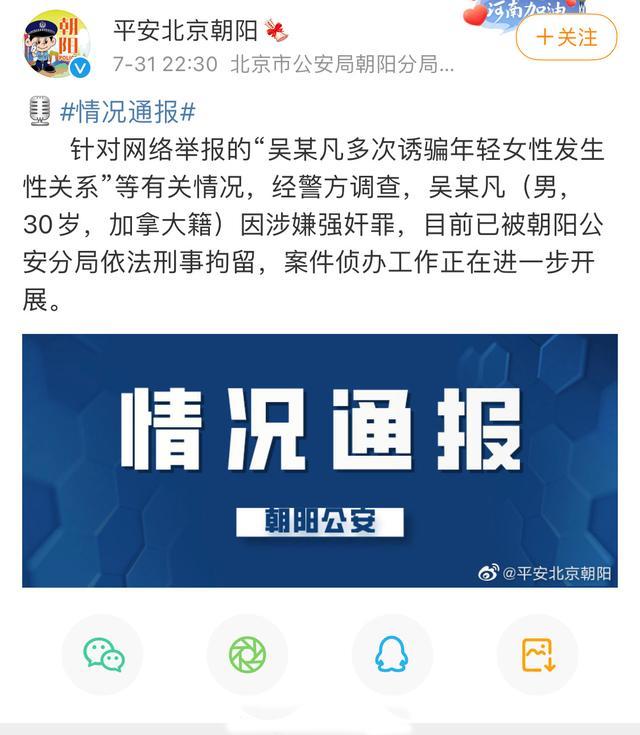 朝阳
河南加油
平安北京朝阳
+关注
7-31 22:30 北京市公安局朝阳分局...
#情况通报#
针对网络举报的“吴某凡多次诱骗年轻女性发生
性关系”等有关情况，经警方调查，吴某凡（男，
30岁，加拿大籍）因涉嫌强奸罪，目前已被朝阳公
安分局依法刑事拘留，案件侦办工作正在进一步开
展。
情况通报
朝阳公安
@平安北京朝阳